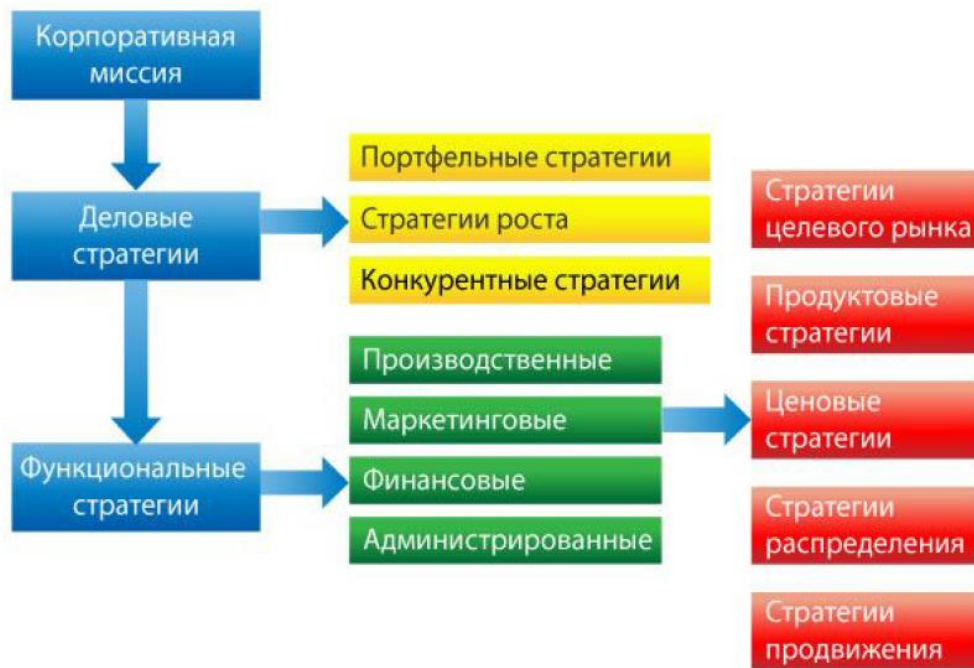 Корпоративная
миссия
Деловые
стратегии
Функциональные
стратегии
Портфельные стратегии
Стратегии роста
Конкурентные стратегии
Производственные
Маркетинговые
Финансовые
Администрированные
Стратегии
целевого рынка
Продуктовые
стратегии
Ценовые
стратегии
Стратегии
распределения
Стратегии
продвижения